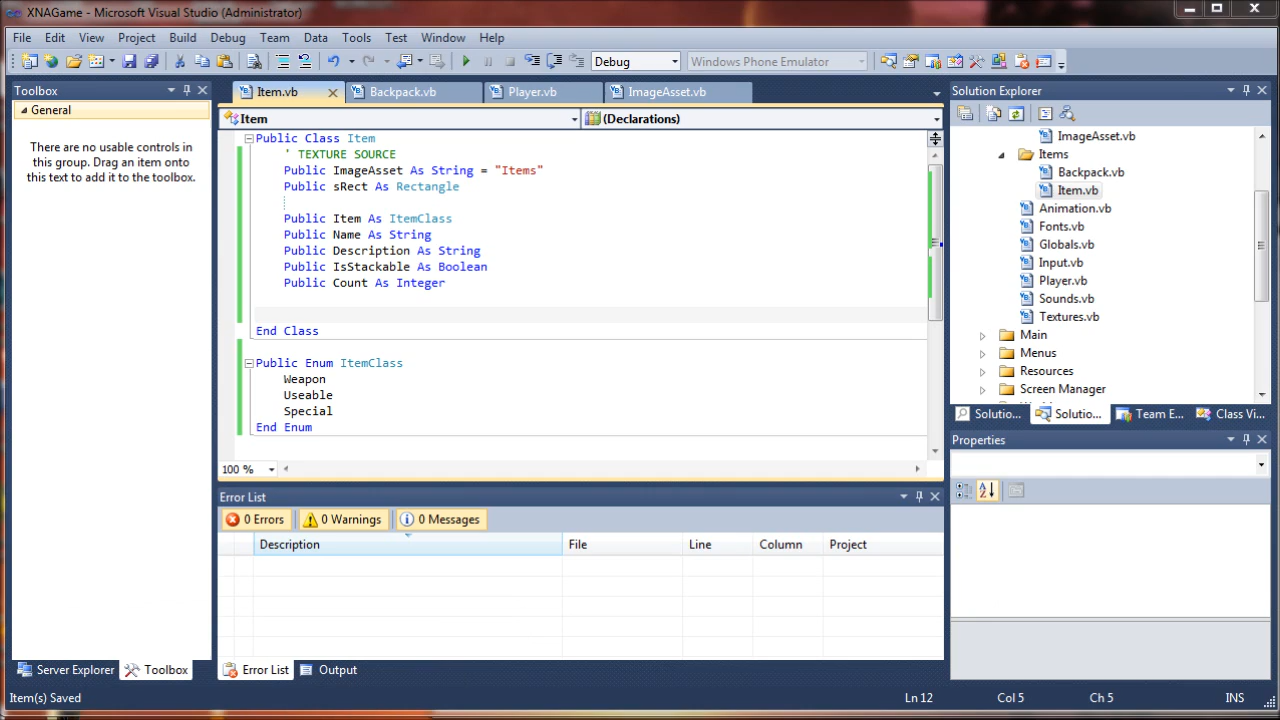 XNAGame - Microsoft Visual Studio (Administrator)
File Edit View Project Build Debug Team Data Tools Test Window Help
Debug Windows Phone Emulator
Toolbox
General
There are no usable controls in
this group. Drag an item onto
this text to add it to the toolbox.
Server Explorer Toolbox
Item.vb Backpack.vb Player.vb ImageAsset.vb
Item (Declarations)
Public Class Item
' TEXTURE SOURCE
Public ImageAsset As String = "Items"
Public sRect As Rectangle
Public Item As ItemClass
Public Name As String
Public Description As String
Public IsStackable As Boolean
Public Count As Integer
End Class
Public Enum ItemClass
Weapon
Useable
Special
End Enum
100 %
Error List
0 Errors 0 Warnings 0 Messages
Description File Line Column Project
Error List Output
Solution Explorer
ImageAsset.vb
Items
Backpack.vb
Item.vb
Animation.vb
Fonts.vb
Globals.vb
Input.vb
Player.vb
Sounds.vb
Textures.vb
Main
Menus
Resources
Screen Manager
Solutio... Solutio... Team E... Class Vi...
Properties
Item(s) Saved Ln 12 Col 5 Ch 5 INS